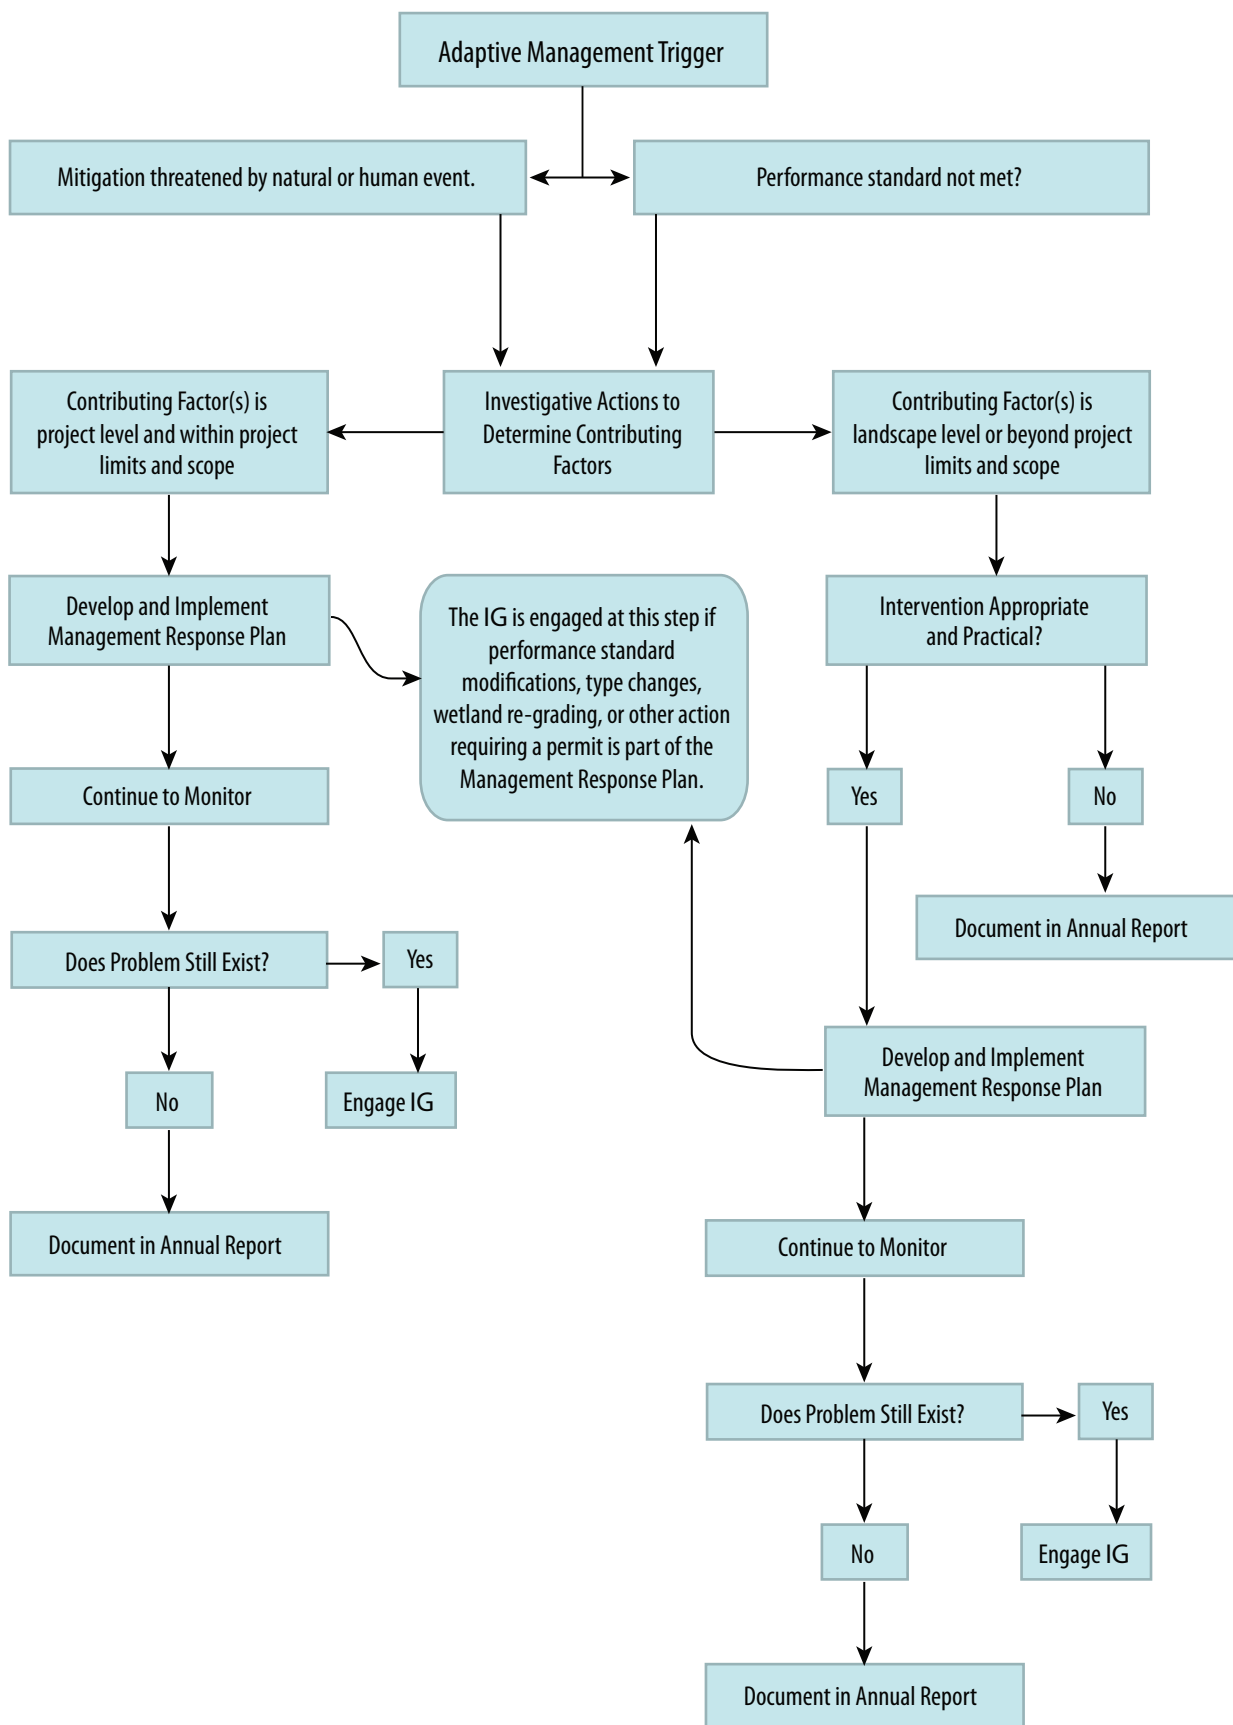 Adaptive Management Trigger
Mitigation threatened by natural or human event.
Performance standard not met?
Contributing Factor(s) is
project level and within project
limits and scope
Investigative Actions to
Determine Contributing
Factors
Contributing Factor(s) is
landscape level or beyond project
limits and scope
Develop and Implement
Management Response Plan
The IG is engaged at this step if
performance standard
modifications, type changes,
wetland re-grading, or other action
requiring a permit is part of the
Management Response Plan.
Intervention Appropriate
and Practical?
Continue to Monitor
Yes
No
Does Problem Still Exist?
Yes
Document in Annual Report
No
Engage IG
Develop and Implement
Management Response Plan
Document in Annual Report
Continue to Monitor
Does Problem Still Exist?
Yes
No
Engage IG
Document in Annual Report